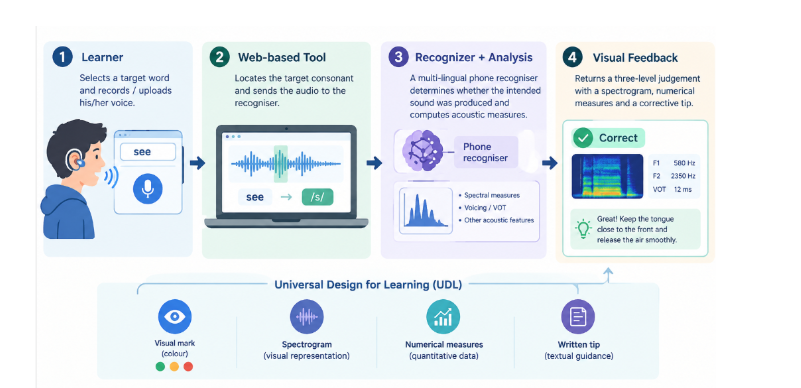 1 Learner
Selects a target word
and records / uploads
his/her voice.
see
2 Web-based Tool
Locates the target consonant
and sends the audio to the
recogniser.
see → /s/
3 Recognizer + Analysis
A multi-lingual phone recogniser
determines whether the intended
sound was produced and
computes acoustic measures.
Phone
recogniser
• Spectral measures
• Voicing / VOT
• Other acoustic features
4 Visual Feedback
Returns a three-level judgement
with a spectrogram, numerical
measures and a corrective tip.
Correct
F1 580 Hz
F2 2350 Hz
VOT 12 ms
Great! Keep the tongue
close to the front and
release the air smoothly.
Universal Design for Learning (UDL)
Visual mark
(colour)
Spectrogram
(visual representation)
Numerical measures
(quantitative data)
Written tip
(textual guidance)